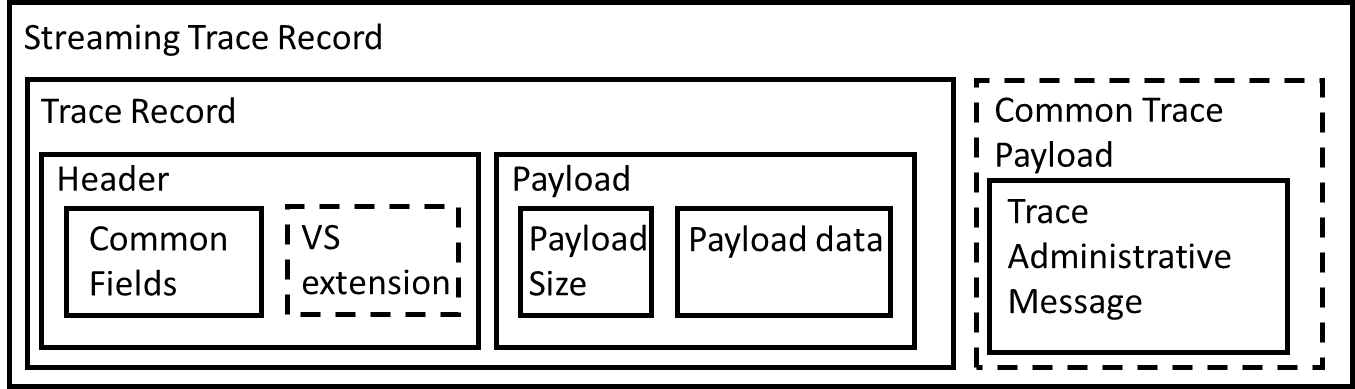 Streaming Trace Record
Trace Record
Header
Common
Fields
VS
extension
Payload
Payload
Size
Payload data
Common Trace
Payload
Trace
Administrative
Message